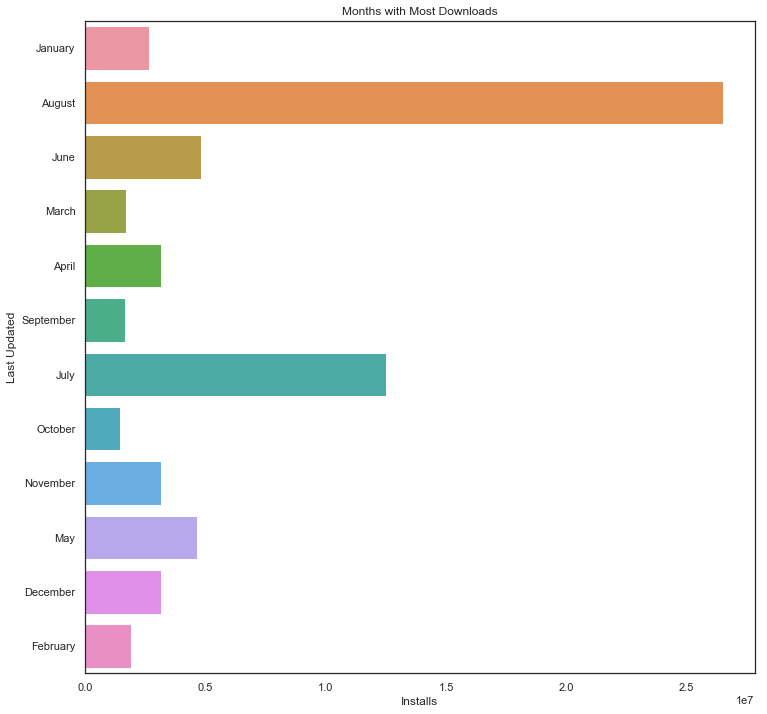 Months with Most Downloads
January
August
June
March
April
September
July
October
November
May
December
February
Last Updated
0.0 0.5 1.0 1.5 2.0 2.5
1e7
Installs